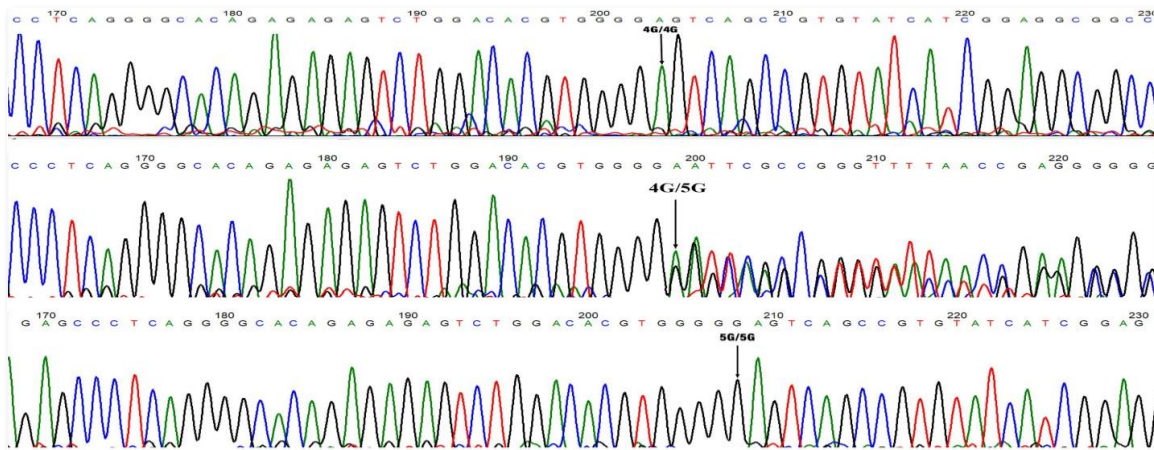 170 180 190 200 210 220 230
C C T C A G G G G C A C A G A G A G A G T C T G G A C A C G T G G G G A G T C A G C C G T G T A T C A T C G G A G G C G G C C
4G/4G
170 180 190 200 210 220
C C C T C A G G G G C A C A G A G A G A G T C T G G A C A C G T G G G G A A T T C G C C G G G T T T T A A C C G A G G G G G G
4G/5G
170 180 190 200 210 220 230
G A G C C C T C A G G G G C A C A G A G A G A G T C T G G A C A C G T G G G G G A G T C A G C C G T G T A T C A T C G G A G
5G/5G